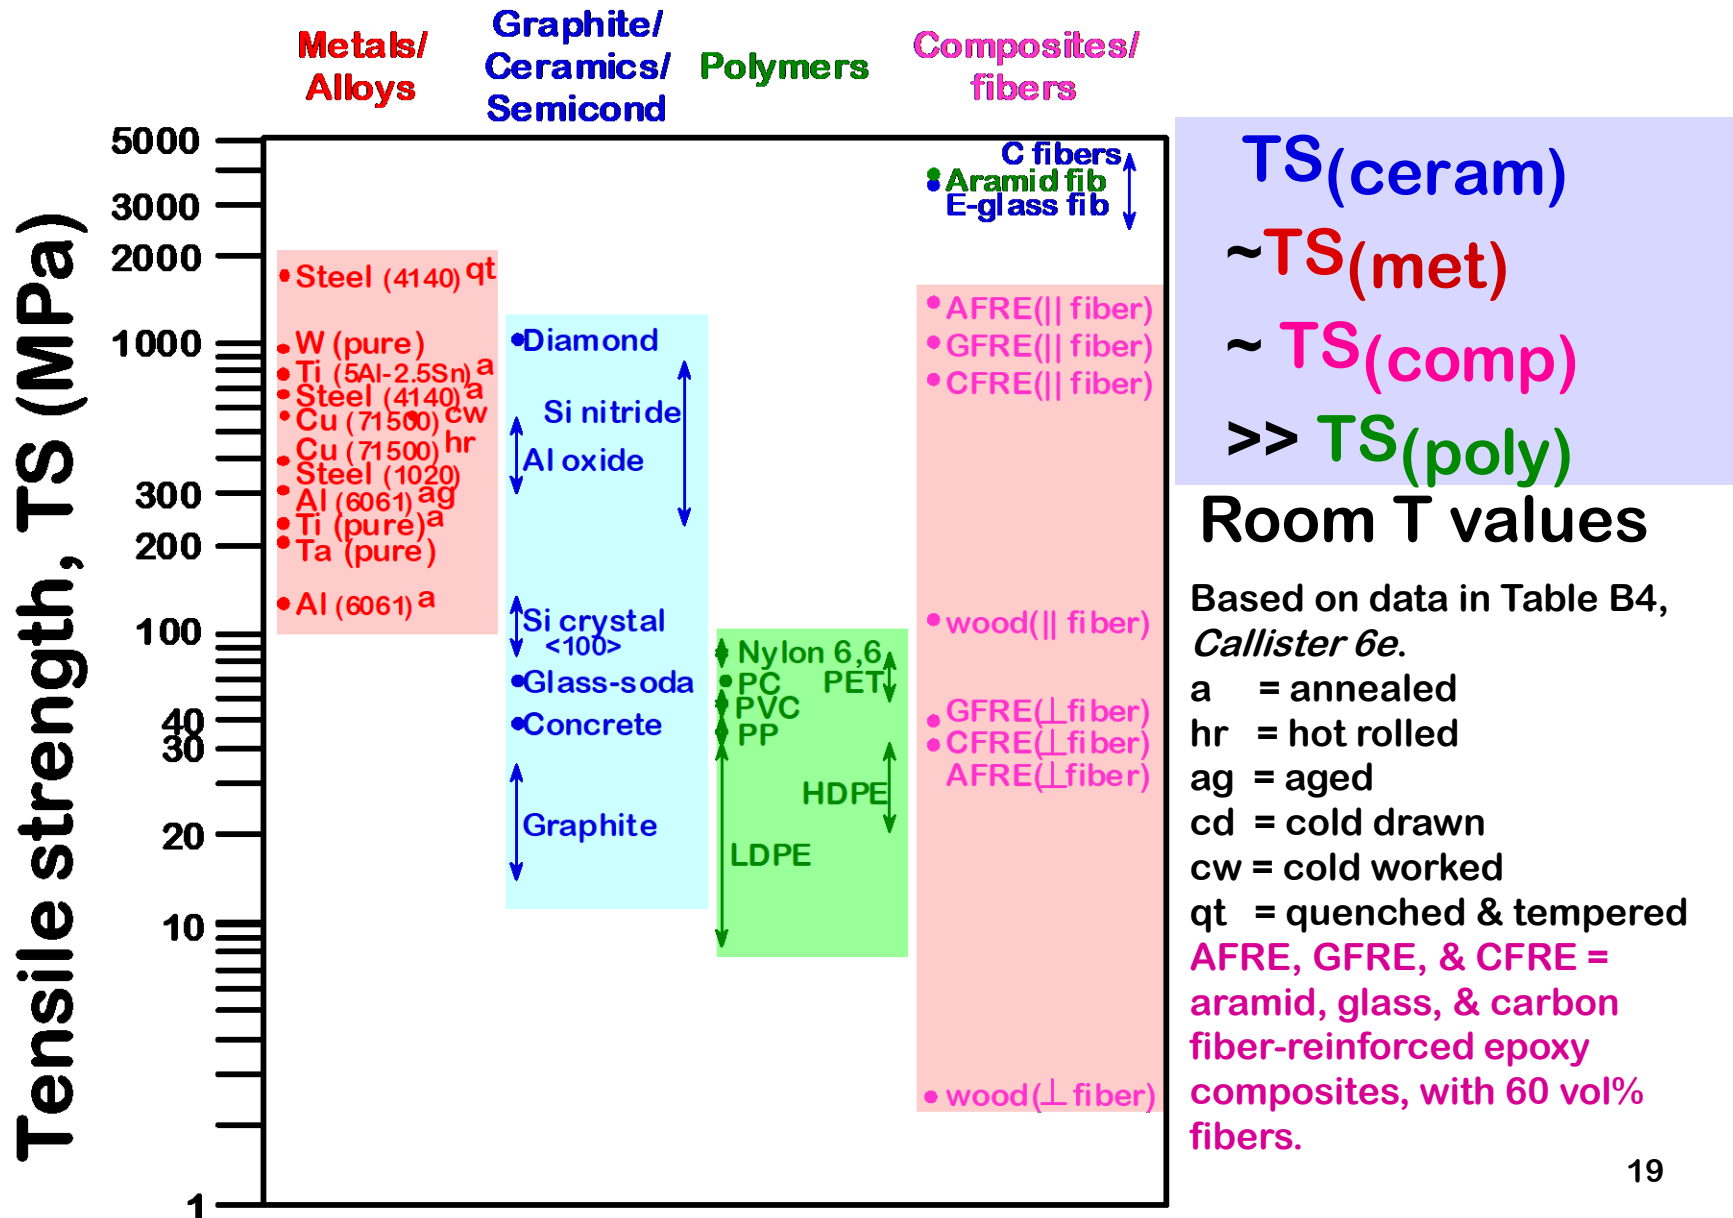 Metals/
Alloys
Graphite/
Ceramics/
Semicond
Polymers
Composites/
fibers
Tensile strength, TS (MPa)
5000
3000
2000
1000
300
200
100
40
30
20
10
1
Steel (4140) qt
W (pure)
Ti (5Al-2.5Sn) a
Steel (4140) a
Cu (71500) cw
Cu (71500) hr
Steel (1020)
Al (6061) ag
Ti (pure) a
Ta (pure)
Al (6061) a
Diamond
Si nitride
Al oxide
Si crystal
<100>
Glass-soda
Concrete
Graphite
Nylon 6,6
PC
PET
PVC
PP
HDPE
LDPE
C fibers
Aramid fib
E-glass fib
AFRE(|| fiber)
GFRE(|| fiber)
CFRE(|| fiber)
wood(|| fiber)
GFRE(⊥fiber)
CFRE(⊥fiber)
AFRE(⊥fiber)
wood(⊥ fiber)
TS(ceram)
~TS(met)
~ TS(comp)
>> TS(poly)
Room T values
Based on data in Table B4,
Callister 6e.
a = annealed
hr = hot rolled
ag = aged
cd = cold drawn
cw = cold worked
qt = quenched & tempered
AFRE, GFRE, & CFRE =
aramid, glass, & carbon
fiber-reinforced epoxy
composites, with 60 vol%
fibers.
19